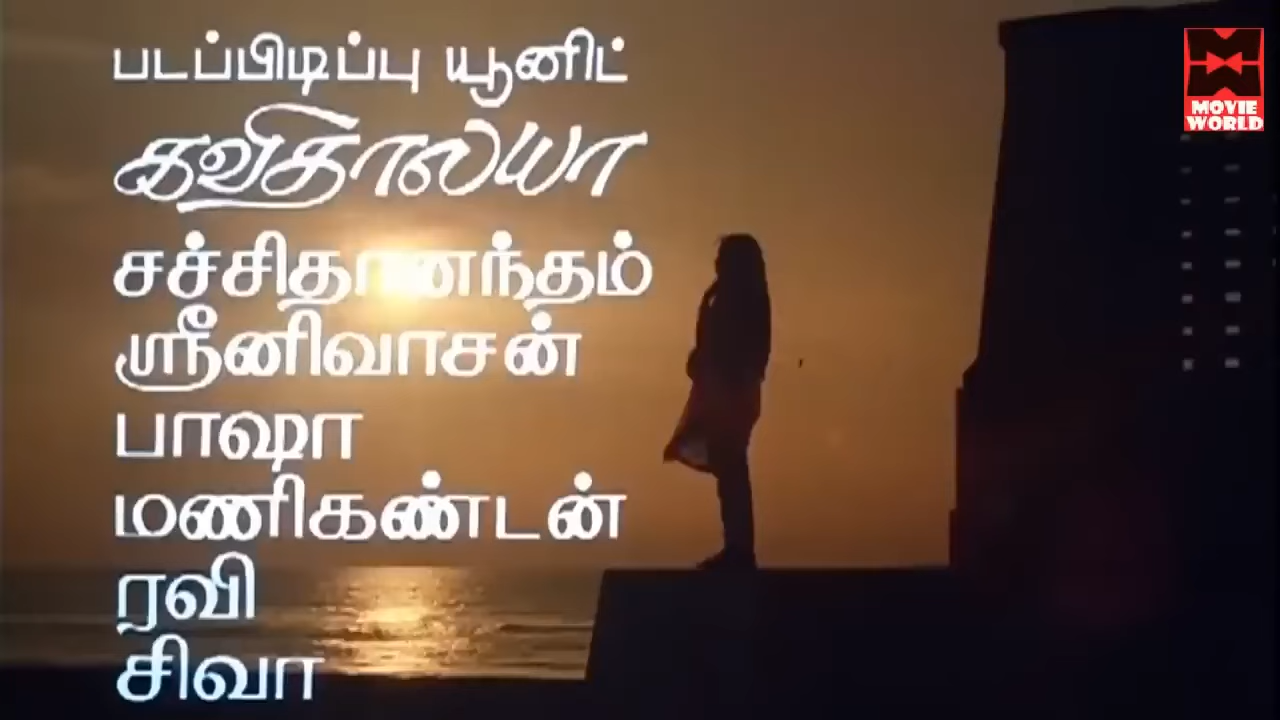 படப்பிடிப்பு யூனிட்
கவிதாலயா
சச்சிதானந்தம்
ஸ்ரீனிவாசன்
பாஷா
மணிகண்டன்
ரவி
சிவா
MOVIE
WORLD